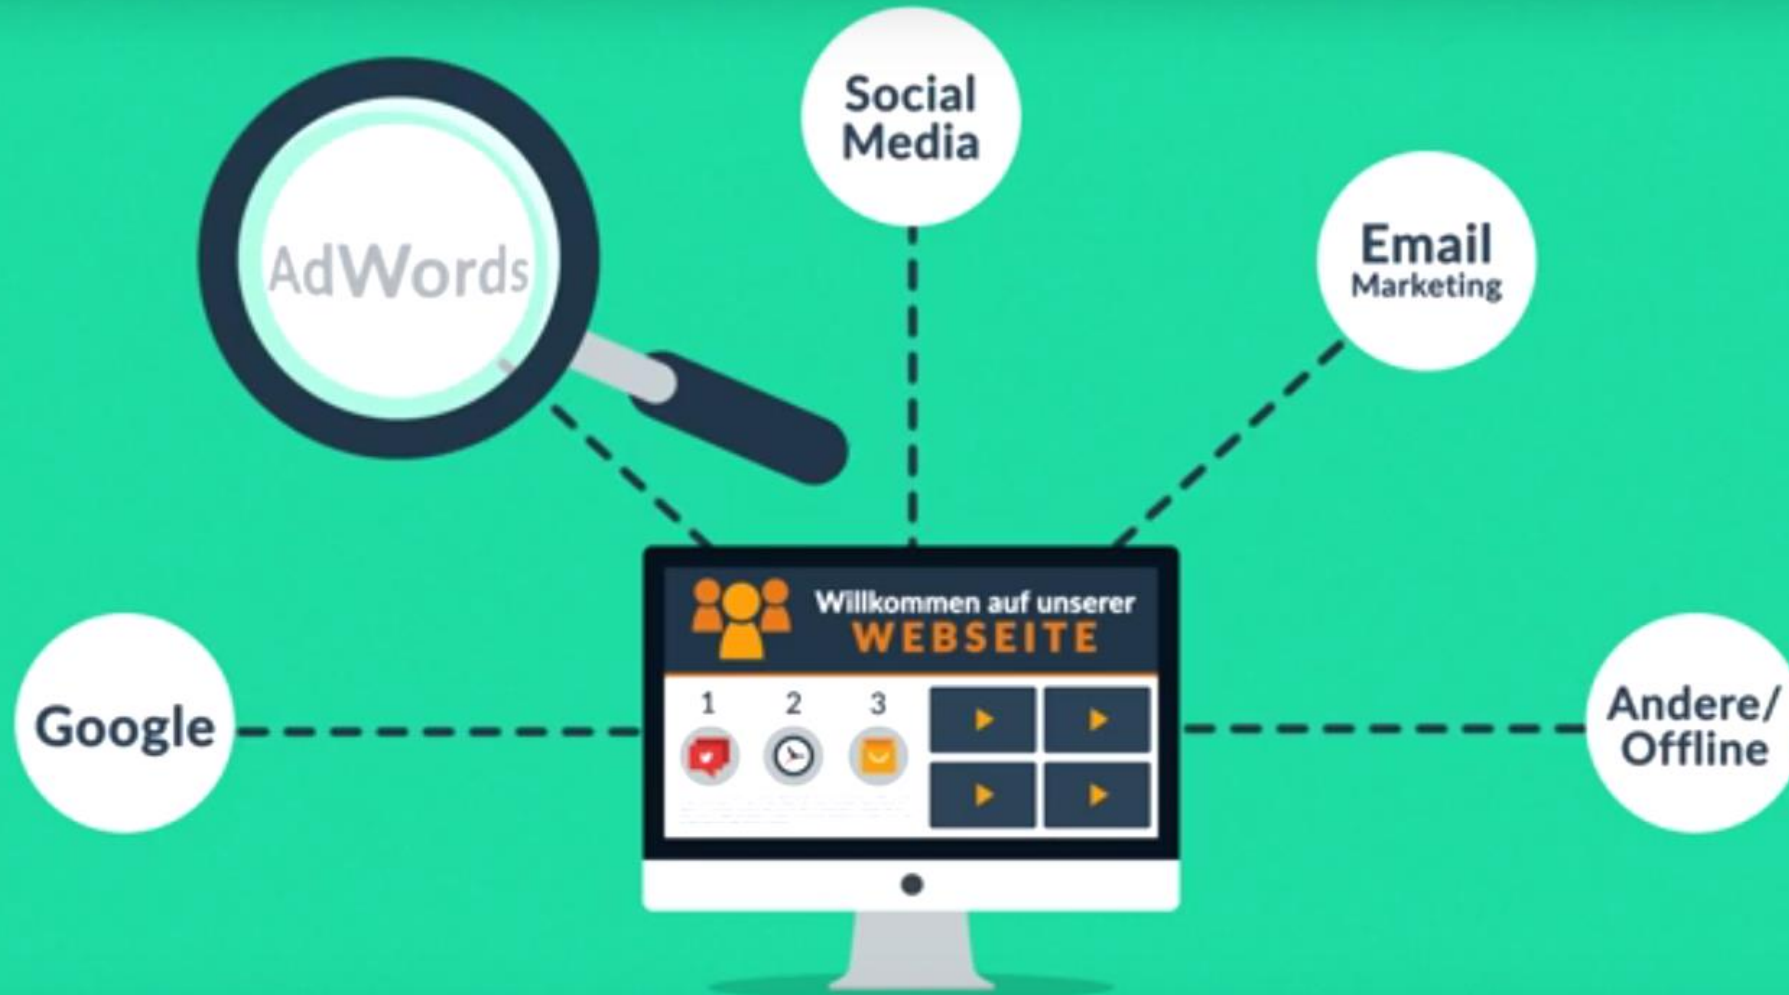 Social
Media
Email
Marketing
AdWords
Google
Willkommen auf unserer
WEBSEITE
1
2
3
Andere/
Offline